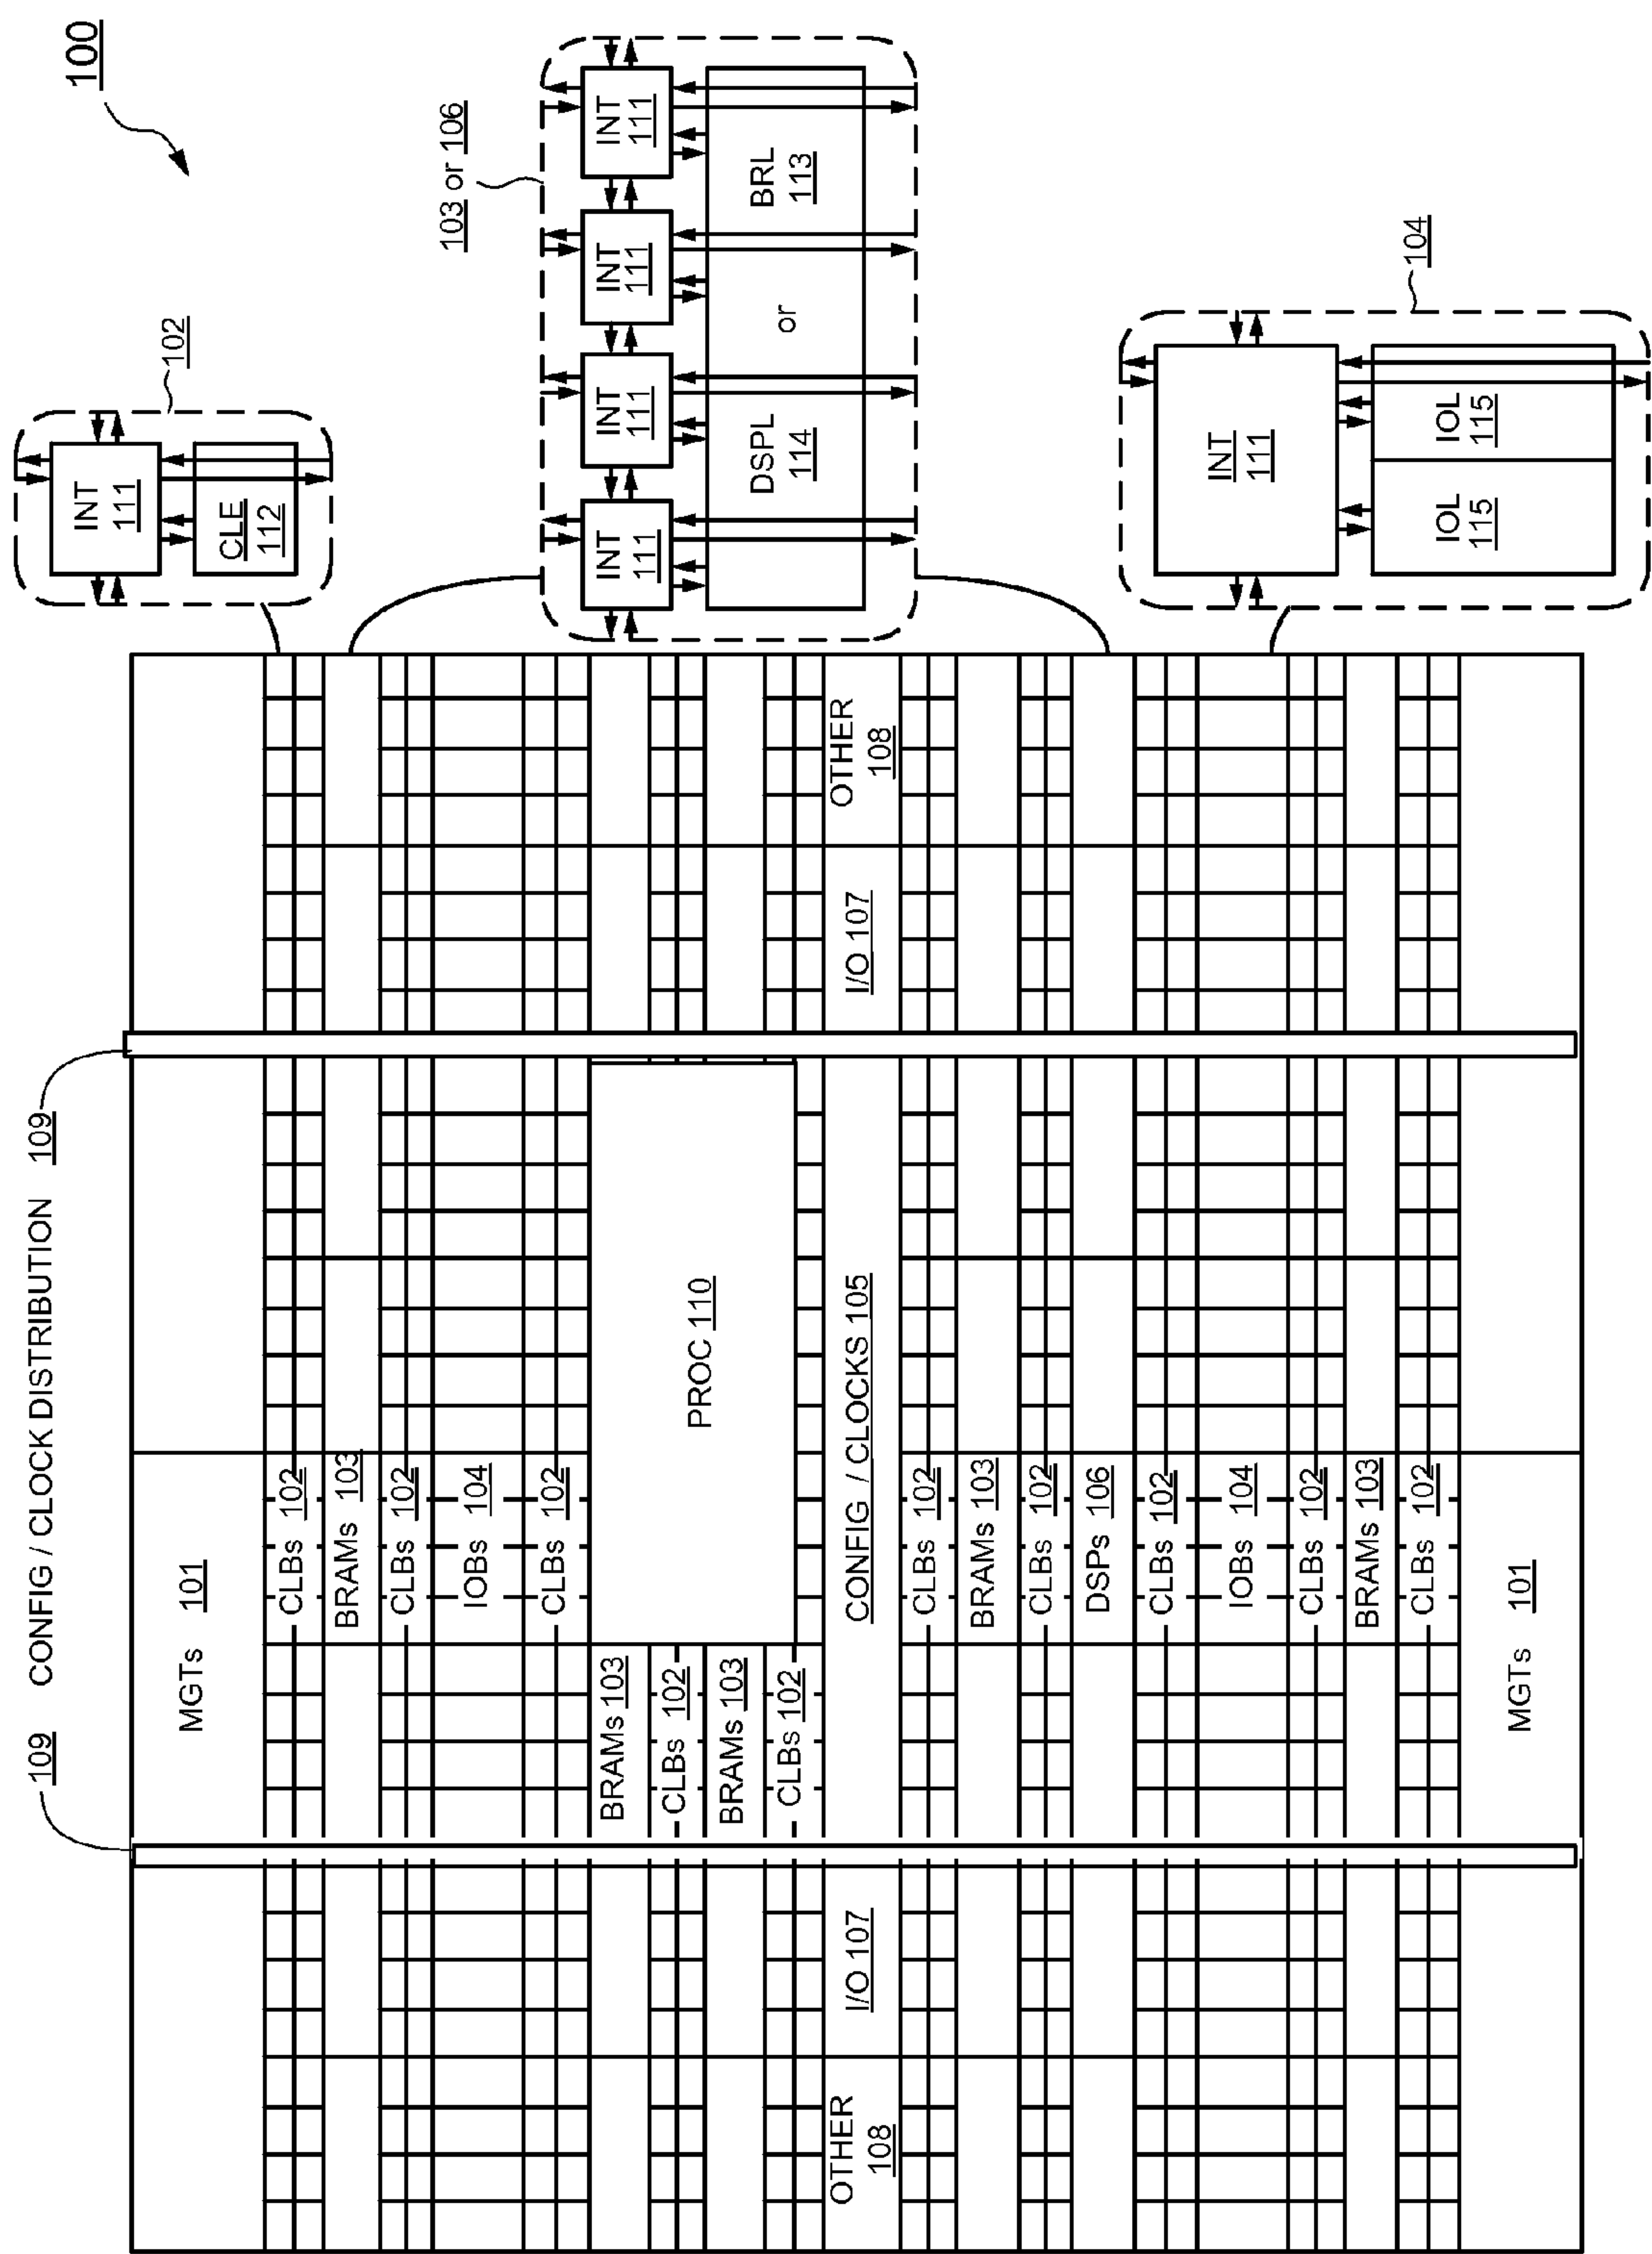 100
CONFIG / CLOCK DISTRIBUTION
109
109
MGTs 101
CLBs 102
BRAMs 103
CLBs 102
IOBs 104
CLBs 102
BRAMs 103
CLBs 102
BRAMs 103
CLBs 102
PROC 110
OTHER
108
I/O 107
CONFIG / CLOCKS 105
I/O 107
OTHER
108
CLBs 102
BRAMs 103
CLBs 102
DSPs 106
CLBs 102
IOBs 104
CLBs 102
BRAMs 103
CLBs 102
MGTs 101
102
INT
111
CLE
112
103 or 106
INT
111
INT
111
INT
111
INT
111
DSPL
114
or
BRL
113
104
INT
111
IOL
115
IOL
115